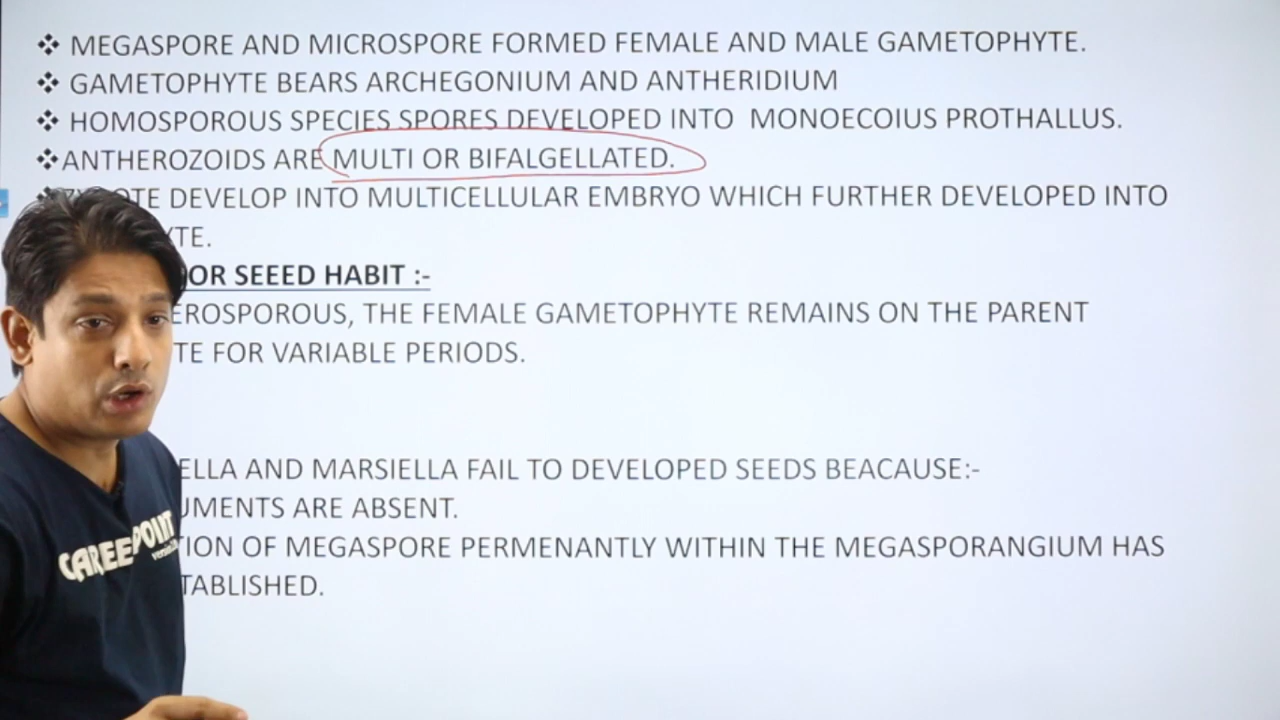 MEGASPORE AND MICROSPORE FORMED FEMALE AND MALE GAMETOPHYTE.
GAMETOPHYTE BEARS ARCHEGONIUM AND ANTHERIDIUM
HOMOSPOROUS SPECIES SPORES DEVELOPED INTO MONOECOIUS PROTHALLUS.
ANTHEROZOIDS ARE MULTI OR BIFALGELLATED.
DEVELOP INTO MULTICELLULAR EMBRYO WHICH FURTHER DEVELOPED INTO
YTE.
OR SEEED HABIT :-
EROSPOROUS, THE FEMALE GAMETOPHYTE REMAINS ON THE PARENT
TE FOR VARIABLE PERIODS.
ELLA AND MARSIELLA FAIL TO DEVELOPED SEEDS BEACAUSE:-
UMENTS ARE ABSENT.
TION OF MEGASPORE PERMENANTLY WITHIN THE MEGASPORANGIUM HAS
TABLISHED.
CAREER POINT